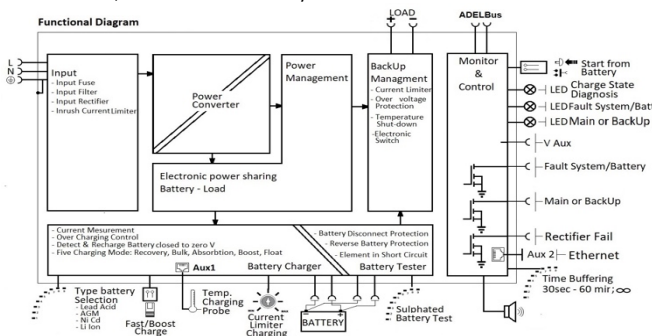 Functional Diagram
LOAD
ADELBus
L
N
Input
- Input Fuse
- Input Filter
- Input Rectifier
- Inrush Current Limiter
Power
Converter
Power
Management
Electronic power sharing
Battery - Load
BackUp
Managment
- Current Limiter
- Over voltage
Protection
- Temperature
Shut-down
-Electronic
Switch
Monitor
&
Control
Start from
Battery
LED Charge State
Diagnosis
LEDFault System/Bat
LEDMain or BackUp
V Aux
Fault System/Battery
Main or BackUp
Rectifier Fail
Aux 2 Ethernet
Time Buffering
30sec - 60 mir;∞
- Current Mesurement
- Over Charging Control
- Detect & Recharge Battery closed to zero V
- Five Charging Mode: Recovery, Bulk, Absorbtion, Boost, Float
Aux1
Battery Charger
- Battery Disconnect Protection
- Reverse Battery Protection
- Element in Short Circuit
Battery Tester
Type battery
Selection
- Lead Acid
- AGM
- Ni Cd
- Li Ion
Fast/Boost
Charge
Temp.
Charging
Probe
Current
Limiter
Charging
BATTERY
Sulphated
Battery Test